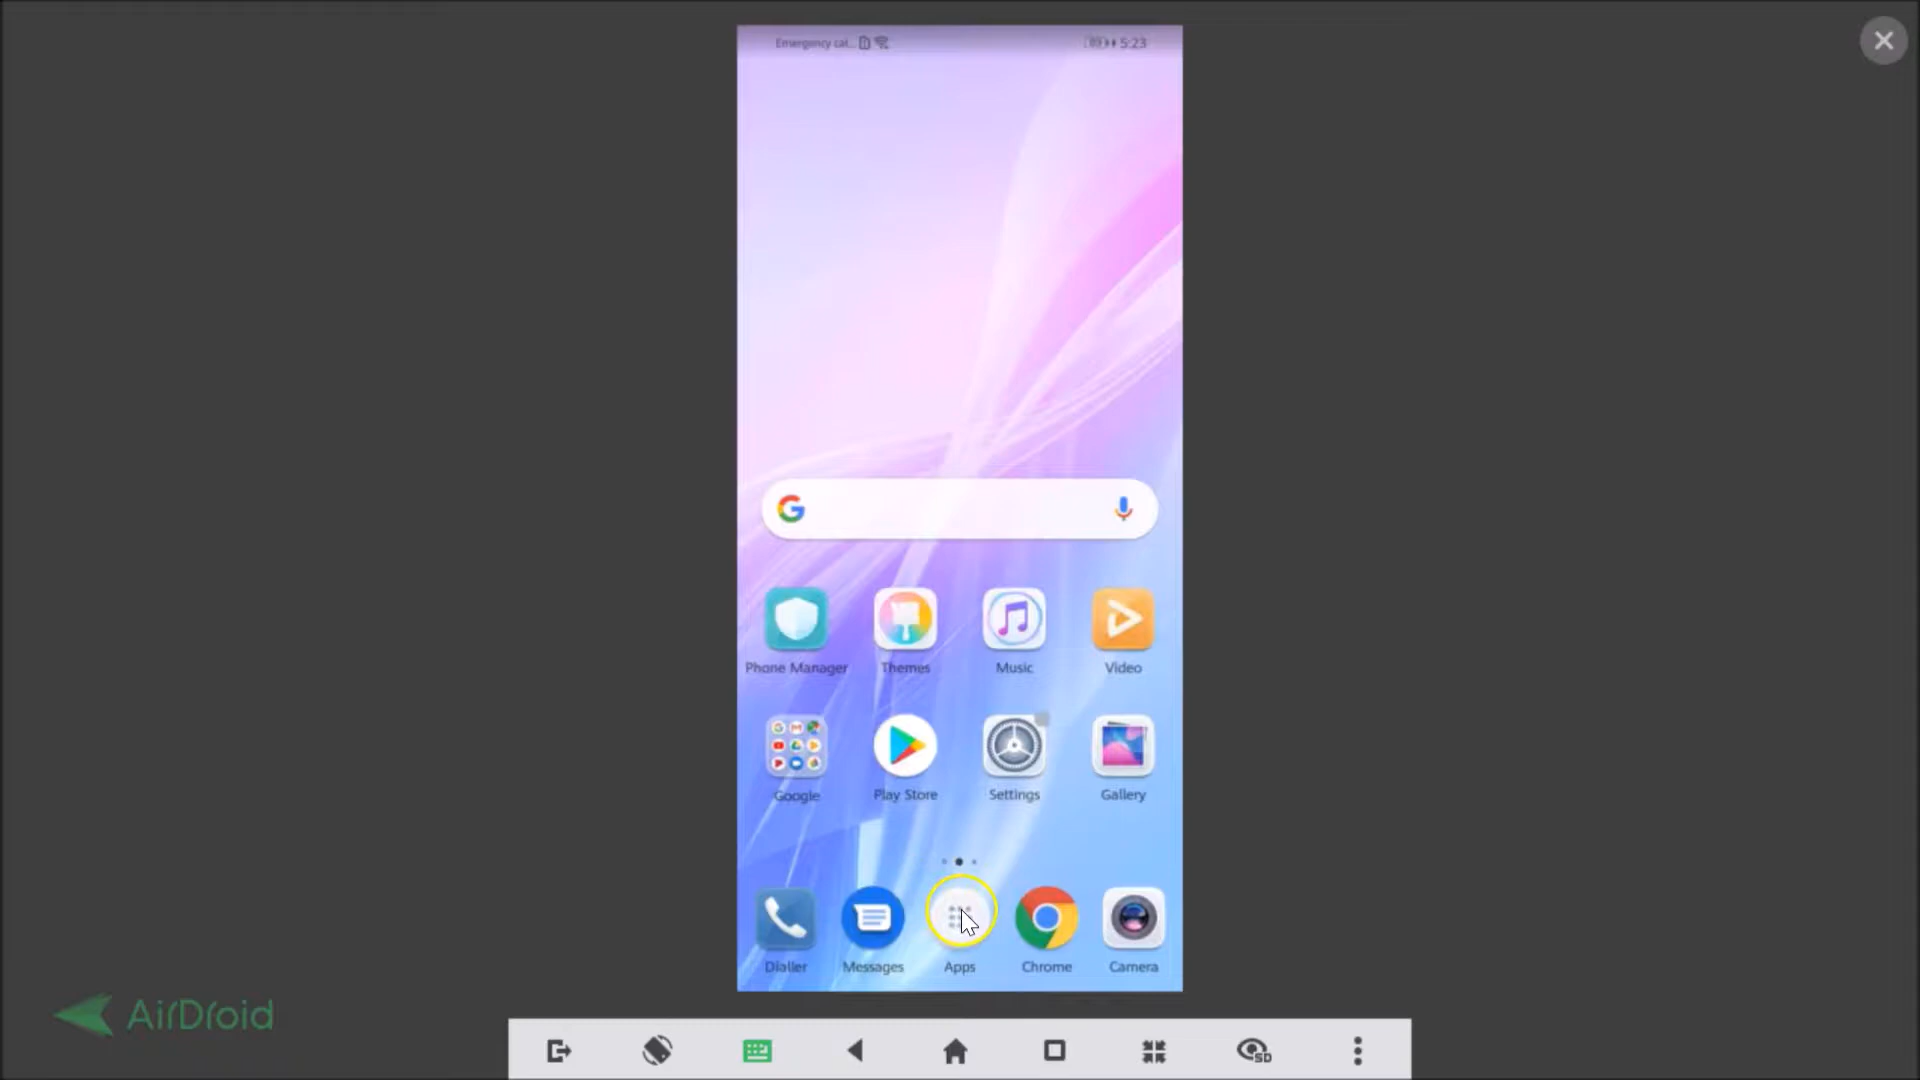 Emergency cal... 5:23
Phone Manager Themes Music Video
Google Play Store Settings Gallery
Dialler Messages Apps Chrome Camera
AirDroid
SD